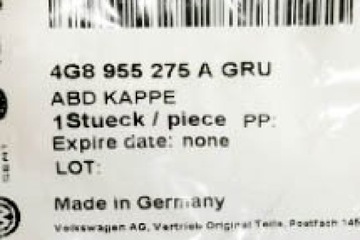 4G8 955 275 A GRU
ABD KAPPE
1Stueck / piece PP:
Expire date: none
LOT:
Made in Germany
Volkswagen AG, Vertrieb Original Teile, Postfach
SEAT